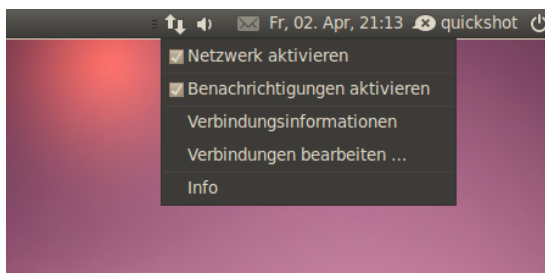 Fr, 02. Apr, 21:13 quickshot
Netzwerk aktivieren
Benachrichtigungen aktivieren
Verbindungsinformationen
Verbindungen bearbeiten ...
Info